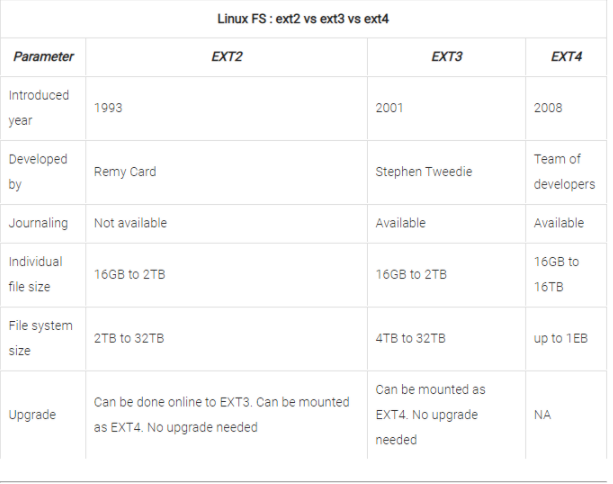 Linux FS : ext2 vs ext3 vs ext4
Parameter EXT2 EXT3 EXT4
Introduced year 1993 2001 2008
Developed by Remy Card Stephen Tweedie Team of developers
Journaling Not available Available Available
Individual file size 16GB to 2TB 16GB to 2TB 16GB to 16TB
File system size 2TB to 32TB 4TB to 32TB up to 1EB
Upgrade Can be done online to EXT3. Can be mounted as EXT4. No upgrade needed Can be mounted as EXT4. No upgrade needed NA